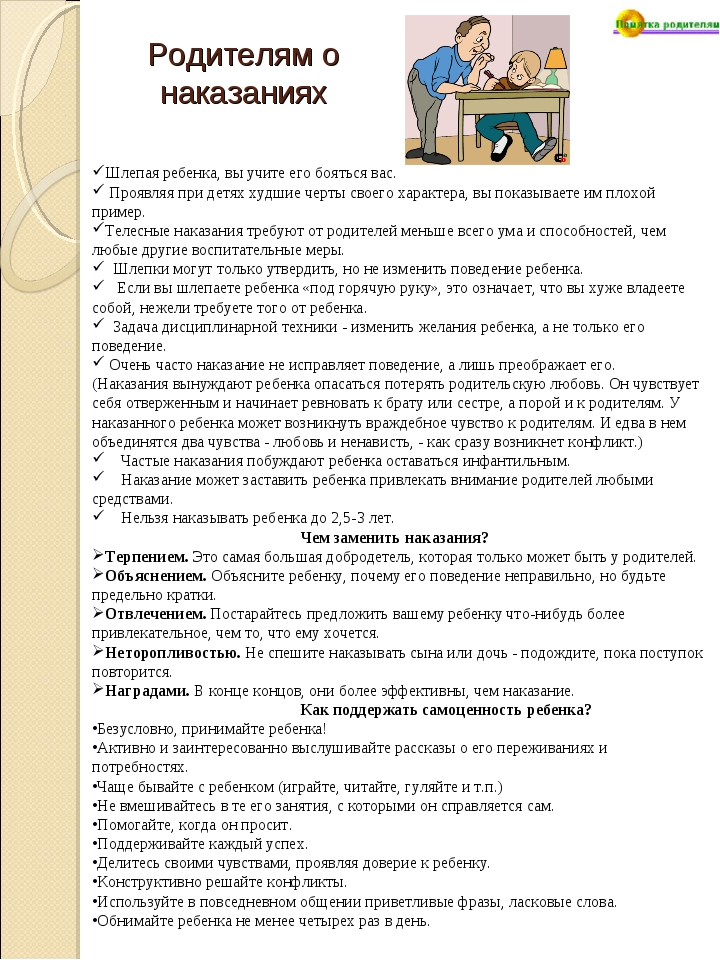 Памятка родителям
Родителям о
наказаниях
✓Шлепая ребенка, вы учите его бояться вас.
✓ Проявляя при детях худшие черты своего характера, вы показываете им плохой
пример.
✓Телесные наказания требуют от родителей меньше всего ума и способностей, чем
любые другие воспитательные меры.
✓ Шлепки могут только утвердить, но не изменить поведение ребенка.
✓ Если вы шлепаете ребенка «под горячую руку», это означает, что вы хуже владеете
собой, нежели требуете того от ребенка.
✓ Задача дисциплинарной техники - изменить желания ребенка, а не только его
поведение.
✓ Очень часто наказание не исправляет поведение, а лишь преображает его.
(Наказания вынуждают ребенка опасаться потерять родительскую любовь. Он чувствует
себя отверженным и начинает ревновать к брату или сестре, а порой и к родителям. У
наказанного ребенка может возникнуть враждебное чувство к родителям. И едва в нем
объединятся два чувства - любовь и ненависть, - как сразу возникнет конфликт.)
✓ Частые наказания побуждают ребенка оставаться инфантильным.
✓ Наказание может заставить ребенка привлекать внимание родителей любыми
средствами.
✓ Нельзя наказывать ребенка до 2,5-3 лет.
Чем заменить наказания?
➢Терпением. Это самая большая добродетель, которая только может быть у родителей.
➢Объяснением. Объясните ребенку, почему его поведение неправильно, но будьте
предельно кратки.
➢Отвлечением. Постарайтесь предложить вашему ребенку что-нибудь более
привлекательное, чем то, что ему хочется.
➢Неторопливостью. Не спешите наказывать сына или дочь - подождите, пока поступок
повторится.
➢Наградами. В конце концов, они более эффективны, чем наказание.
Как поддержать самоценность ребенка?
•Безусловно, принимайте ребенка!
•Активно и заинтересованно выслушивайте рассказы о его переживаниях и
потребностях.
•Чаще бывайте с ребенком (играйте, читайте, гуляйте и т.п.)
•Не вмешивайтесь в те его занятия, с которыми он справляется сам.
•Помогайте, когда он просит.
•Поддерживайте каждый успех.
•Делитесь своими чувствами, проявляя доверие к ребенку.
•Конструктивно решайте конфликты.
•Используйте в повседневном общении приветливые фразы, ласковые слова.
•Обнимайте ребенка не менее четырех раз в день.